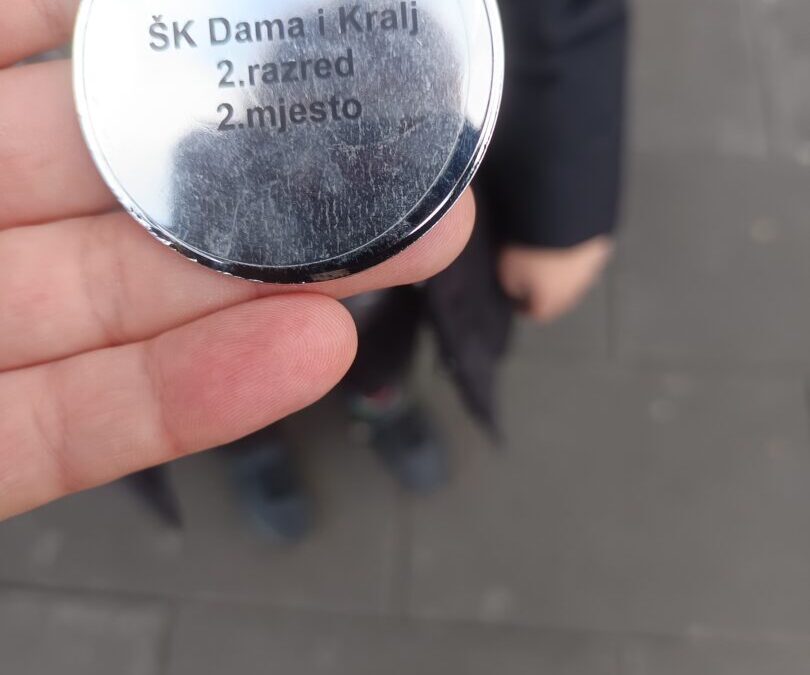 ŠK Dama i Kralj
2.razred
2.mjesto